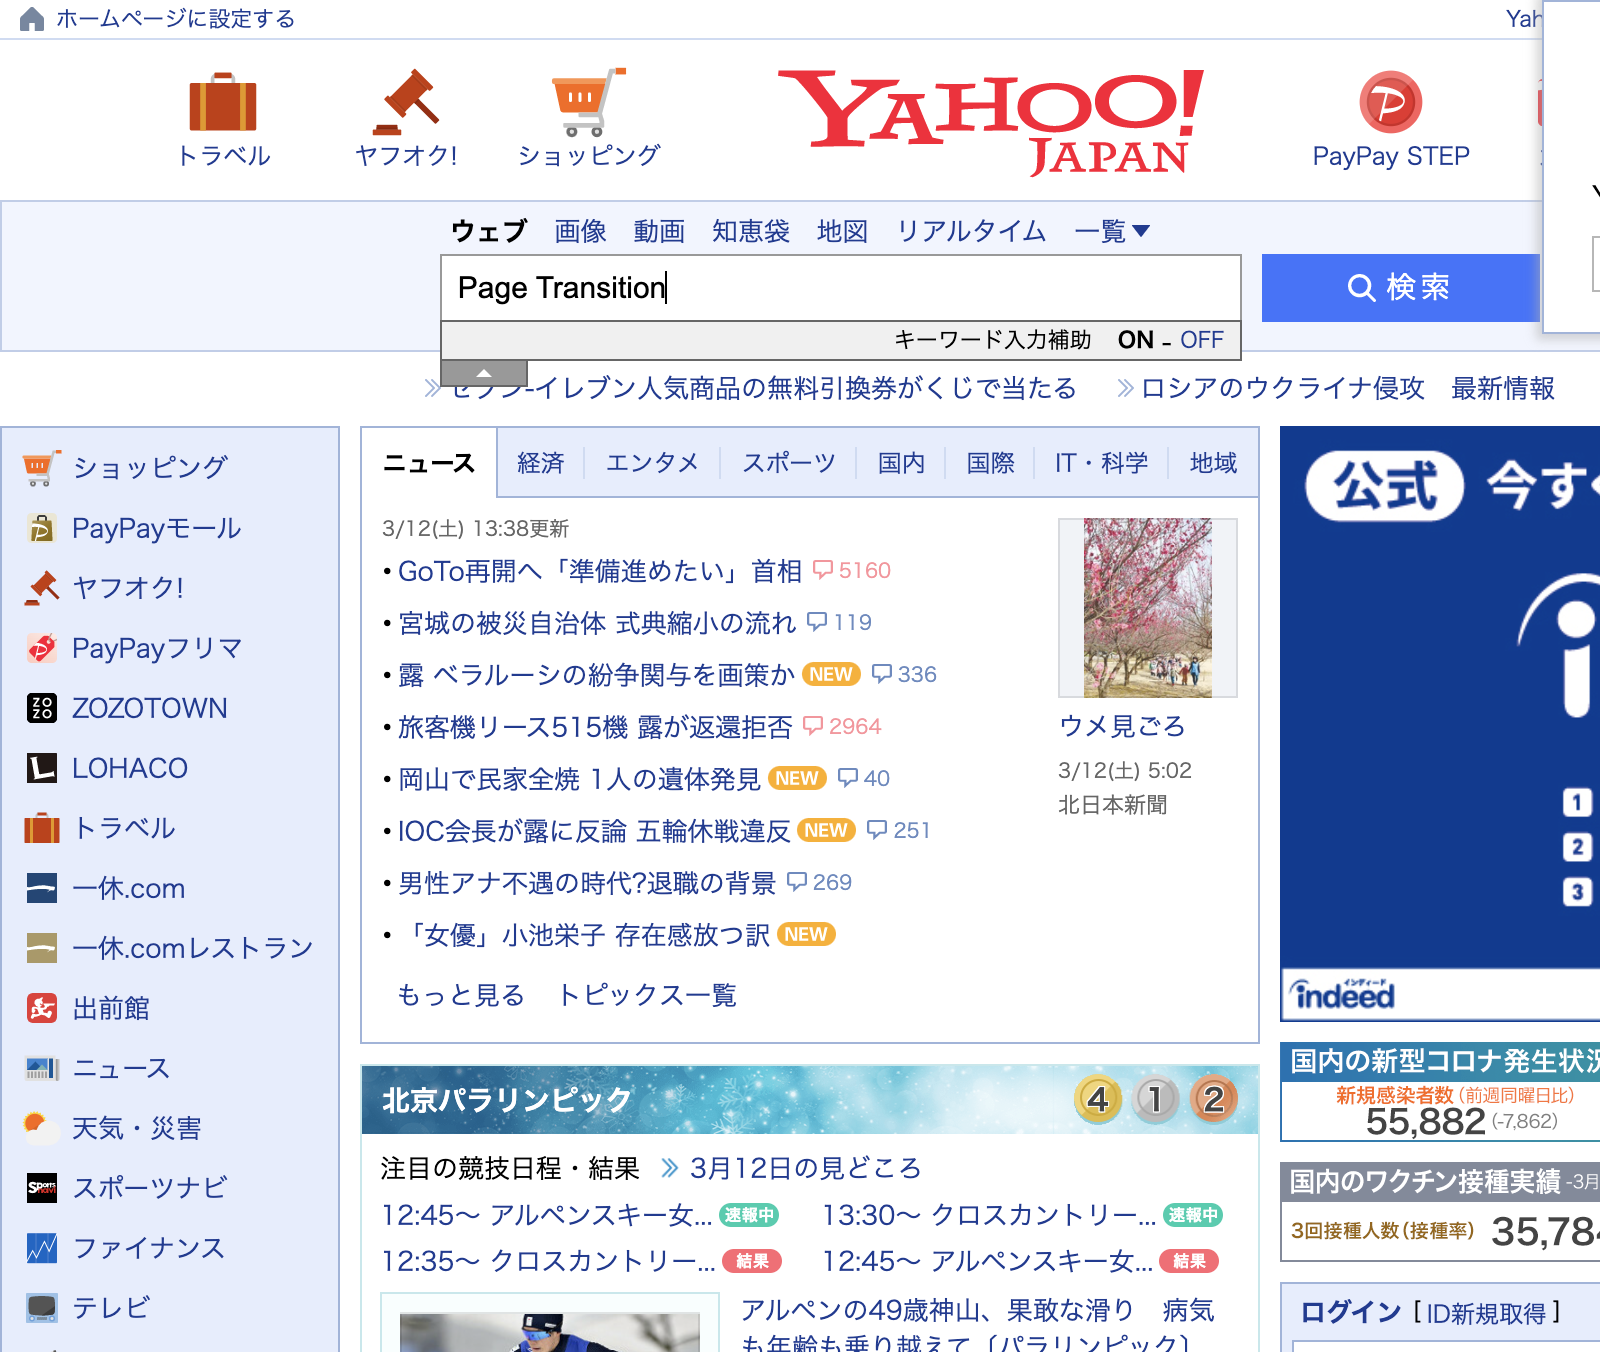 ホームページに設定する
Yah
トラベル
ヤフオク!
ショッピング
YAHOO!
JAPAN
PayPay STEP
ウェブ 画像 動画 知恵袋 地図 リアルタイム 一覧▼
Page Transition
検索
キーワード入力補助 ON - OFF
セブン-イレブン人気商品の無料引換券がくじで当たる
ロシアのウクライナ侵攻 最新情報
ショッピング
PayPayモール
ヤフオク!
PayPayフリマ
ZOZO
ZOZOTOWN
LOHACO
トラベル
一休.com
一休.comレストラン
出前館
ニュース
天気・災害
Sports navi
スポーツナビ
ファイナンス
テレビ
ニュース 経済 エンタメ スポーツ 国内 国際 IT・科学 地域
3/12(土) 13:38更新
•GoTo再開へ「準備進めたい」首相 5160
•宮城の被災自治体 式典縮小の流れ 119
•露 ベラルーシの紛争関与を画策か NEW 336
•旅客機リース515機 露が返還拒否 2964
•岡山で民家全焼 1人の遺体発見 NEW 40
•IOC会長が露に反論 五輪休戦違反 NEW 251
•男性アナ不遇の時代?退職の背景 269
•「女優」小池栄子 存在感放つ訳 NEW
もっと見る トピックス一覧
ウメ見ごろ
3/12(土) 5:02
北日本新聞
北京パラリンピック
4 1 2
注目の競技日程・結果 3月12日の見どころ
12:45〜 アルペンスキー女... 速報中
13:30〜 クロスカントリー... 速報中
12:35〜 クロスカントリー... 結果
12:45〜 アルペンスキー女... 結果
アルペンの49歳神山、果敢な滑り 病気
も年齢も乗り越えて〔パラリンピック〕
公式 今すぐ
1
2
3
インディード
indeed
国内の新型コロナ発生状況
新規感染者数(前週同曜日比)
55,882(-7,862)
国内のワクチン接種実績 -3月
3回接種人数(接種率) 35,784
ログイン [ ID新規取得 ]